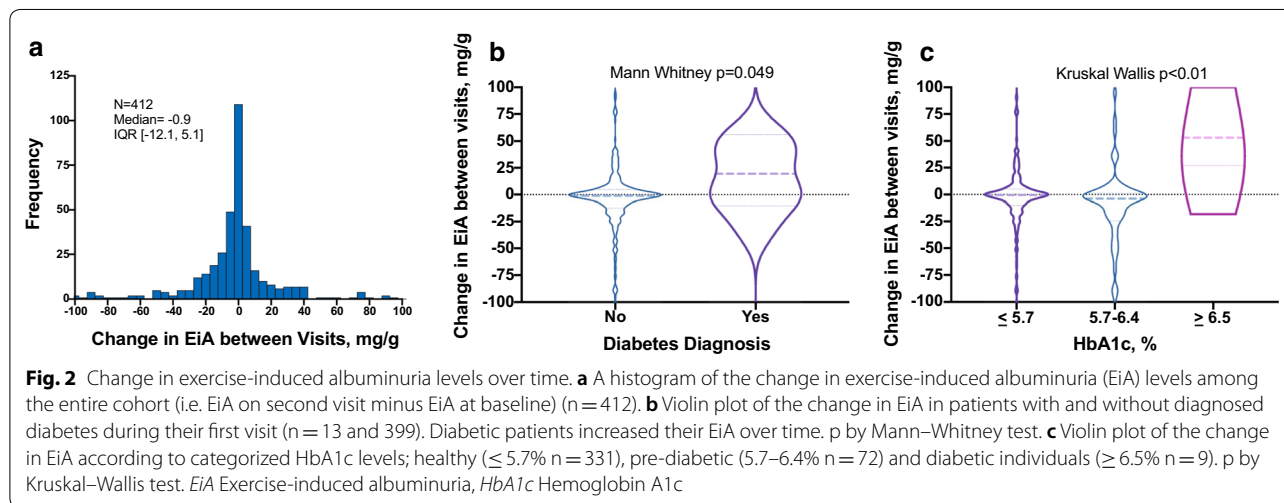 a
125
100
75
50
25
0
Frequency
N=412
Median= -0.9
IQR [-12.1, 5.1]
-100 -80 -60 -40 -20 0 20 40 60 80 100
Change in EiA between Visits, mg/g
b
Mann Whitney p=0.049
Change in EiA between visits, mg/g
100
75
50
25
0
-25
-50
-75
-100
No Yes
Diabetes Diagnosis
c
Kruskal Wallis p<0.01
Change in EiA between visits, mg/g
100
75
50
25
0
-25
-50
-75
-100
≤ 5.7 5.7-6.4 ≥ 6.5
HbA1c, %
Fig. 2 Change in exercise-induced albuminuria levels over time. a A histogram of the change in exercise-induced albuminuria (EiA) levels among
the entire cohort (i.e. EiA on second visit minus EiA at baseline) (n = 412). b Violin plot of the change in EiA in patients with and without diagnosed
diabetes during their first visit (n = 13 and 399). Diabetic patients increased their EiA over time. p by Mann–Whitney test. c Violin plot of the change
in EiA according to categorized HbA1c levels; healthy (≤ 5.7% n = 331), pre-diabetic (5.7–6.4% n = 72) and diabetic individuals (≥ 6.5% n = 9). p by
Kruskal–Wallis test. EiA Exercise-induced albuminuria, HbA1c Hemoglobin A1c